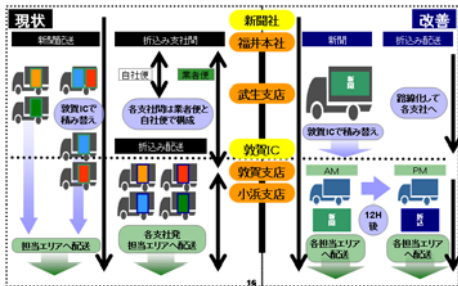 現状
新聞配送
折込み支社間
新聞社
福井本社
武生支店
敦賀IC
敦賀支店
小浜支店
改善
新聞
折込み配送
自社便
業者便
敦賀ICで
積み替え
各支社間は業者便と
自社便で構成
折込み配送
担当エリアへ配送
各支社発
担当エリアへ配送
新聞
敦賀ICで積み替え
路線化して
各支社へ
AM
PM
新聞
12H
後
折込
各担当エリア
へ配送
各担当エリア
へ配送
16